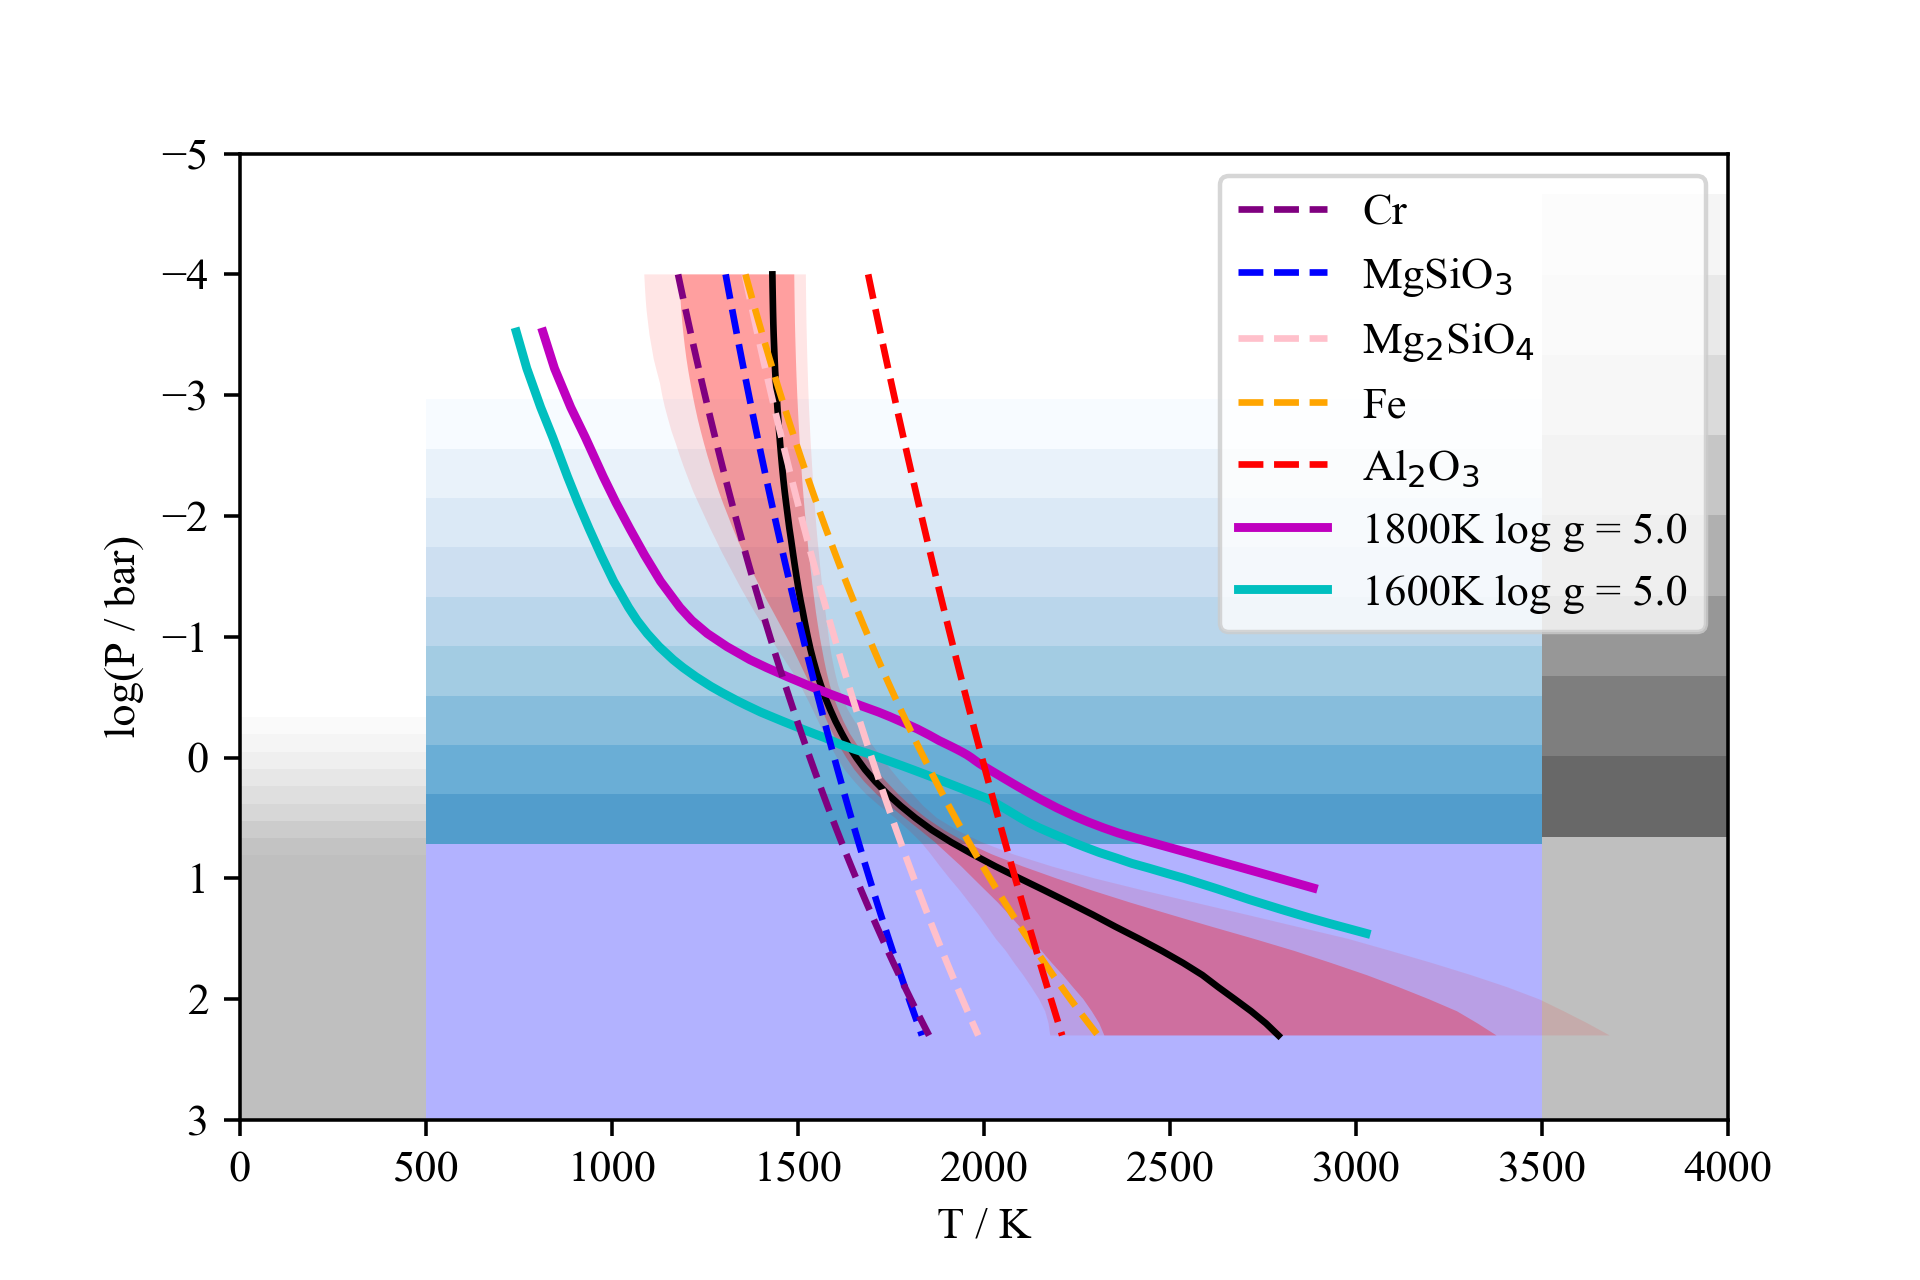 −5
−4
−3
−2
−1
0
1
2
3
log(P / bar)
0 500 1000 1500 2000 2500 3000 3500 4000
T / K
Cr
MgSiO₃
Mg₂SiO₄
Fe
Al₂O₃
1800K log g = 5.0
1600K log g = 5.0